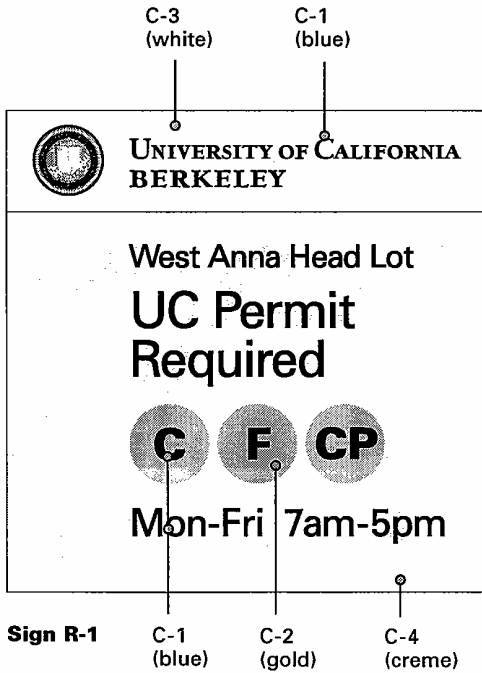 C-3 C-1
(white) (blue)
UNIVERSITY OF CALIFORNIA
BERKELEY
West Anna Head Lot
UC Permit
Required
C F CP
Mon-Fri 7am-5pm
Sign R-1 C-1 C-2 C-4
(blue) (gold) (creme)